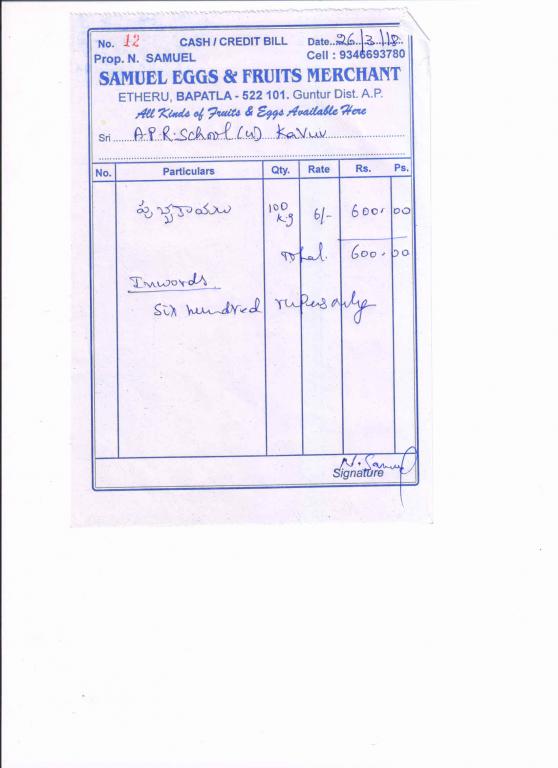 No. 12 CASH / CREDIT BILL Date..26/3/18..
Prop. N. SAMUEL Cell : 9346693780
SAMUEL EGGS & FRUITS MERCHANT
ETHERU, BAPATLA - 522 101. Guntur Dist. A.P.
All Kinds of Fruits & Eggs Available Here
Sri A.P.R. School (U) Kavuru
No. Particulars Qty. Rate Rs. Ps.
పుచ్చకాయలు 100 kg 6/- 600. 00
Total. 600.00
Inwords
Six hundred rupees only
N. Samuel
Signature